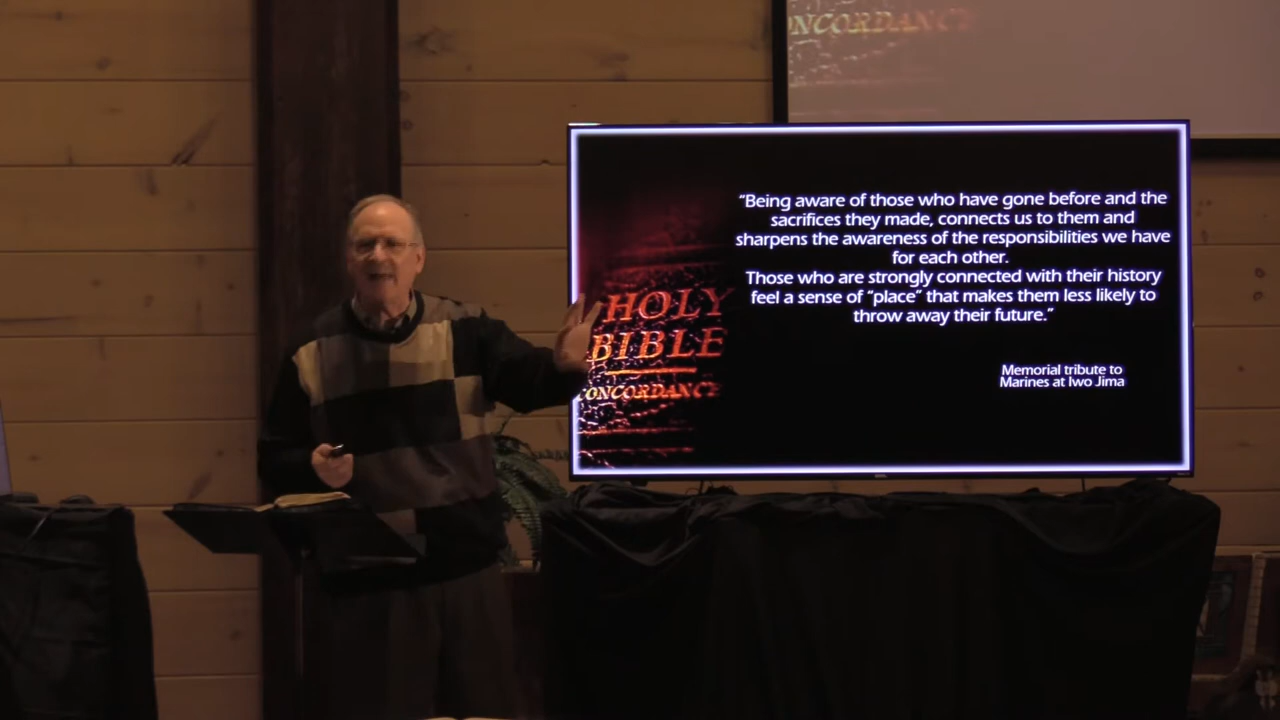 ONCORDANCE
“Being aware of those who have gone before and the
sacrifices they made, connects us to them and
sharpens the awareness of the responsibilities we have
for each other.
Those who are strongly connected with their history
feel a sense of “place” that makes them less likely to
throw away their future.”
HOLY
BIBLE
CONCORDANCE
Memorial tribute to
Marines at Iwo Jima